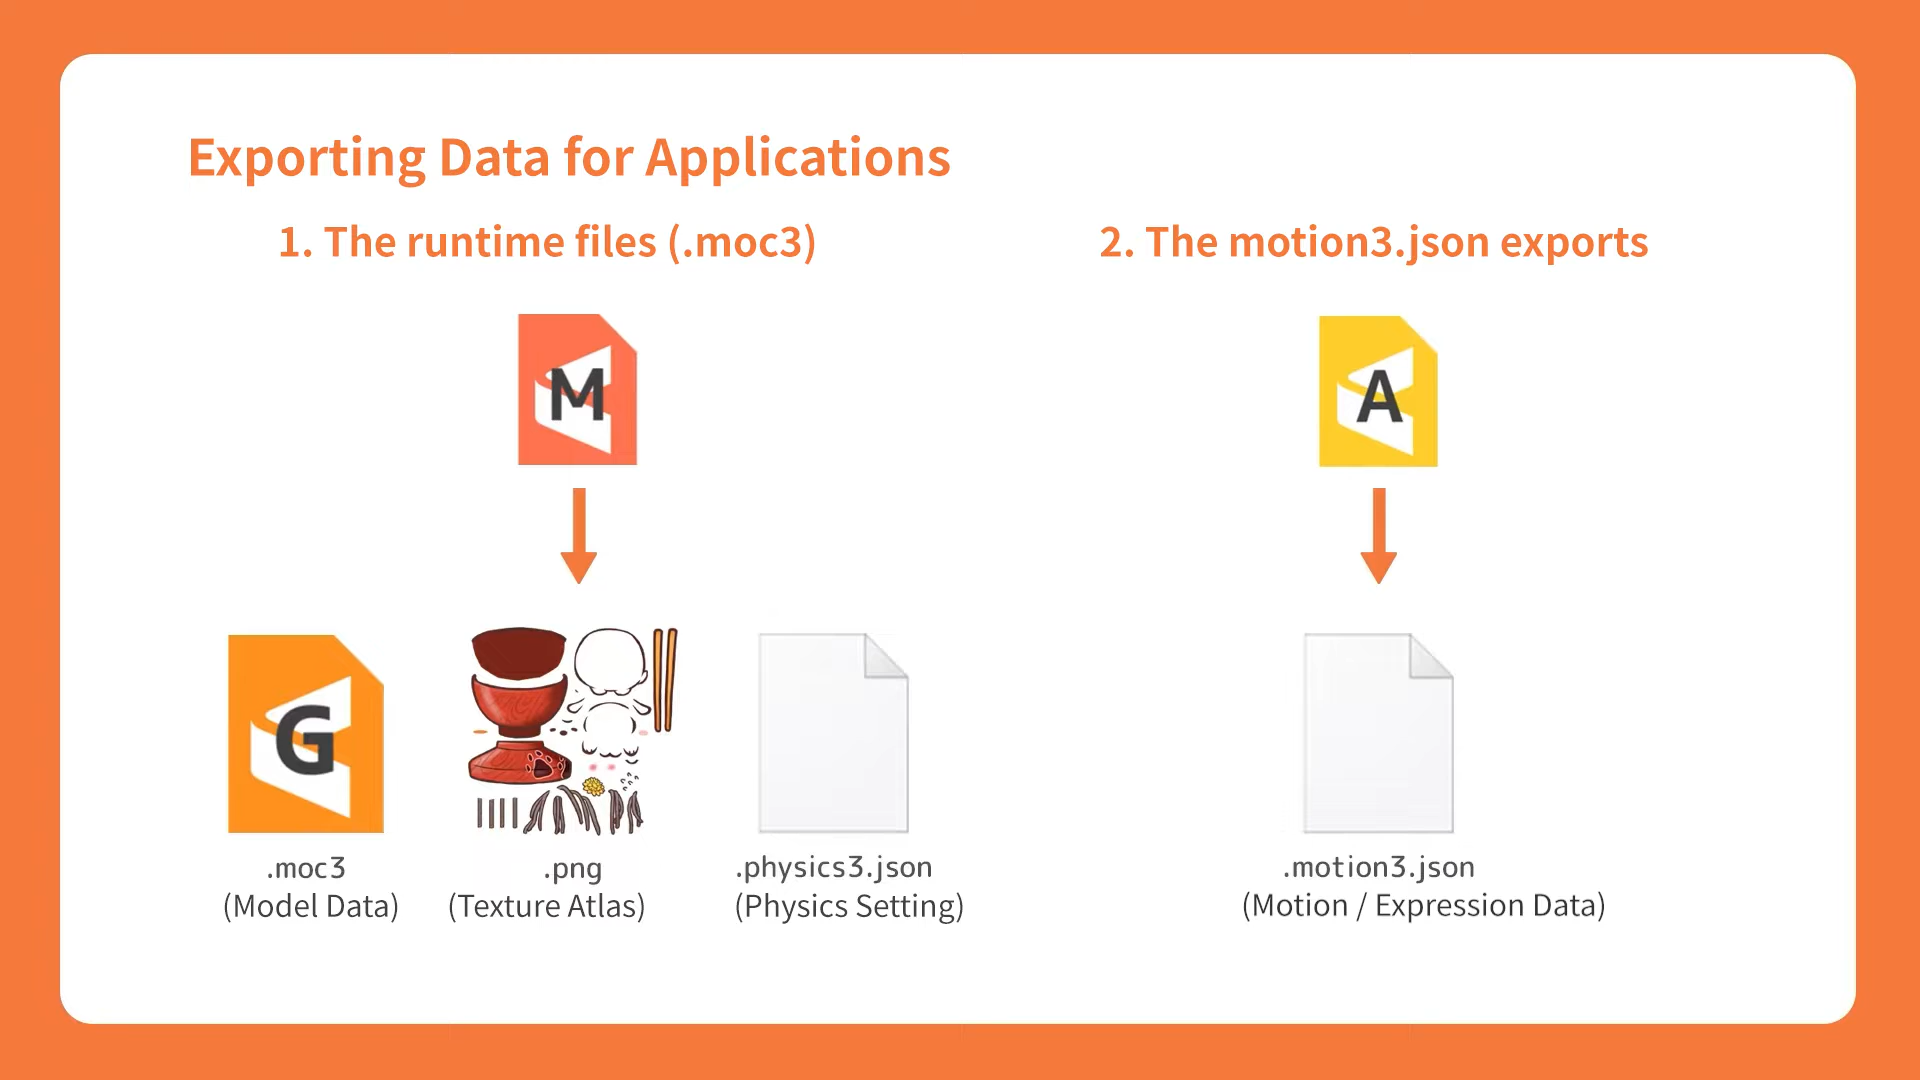 Exporting Data for Applications
1. The runtime files (.moc3)
M
G
.moc3
(Model Data)
.png
(Texture Atlas)
.physics3.json
(Physics Setting)
2. The motion3.json exports
A
.motion3.json
(Motion / Expression Data)